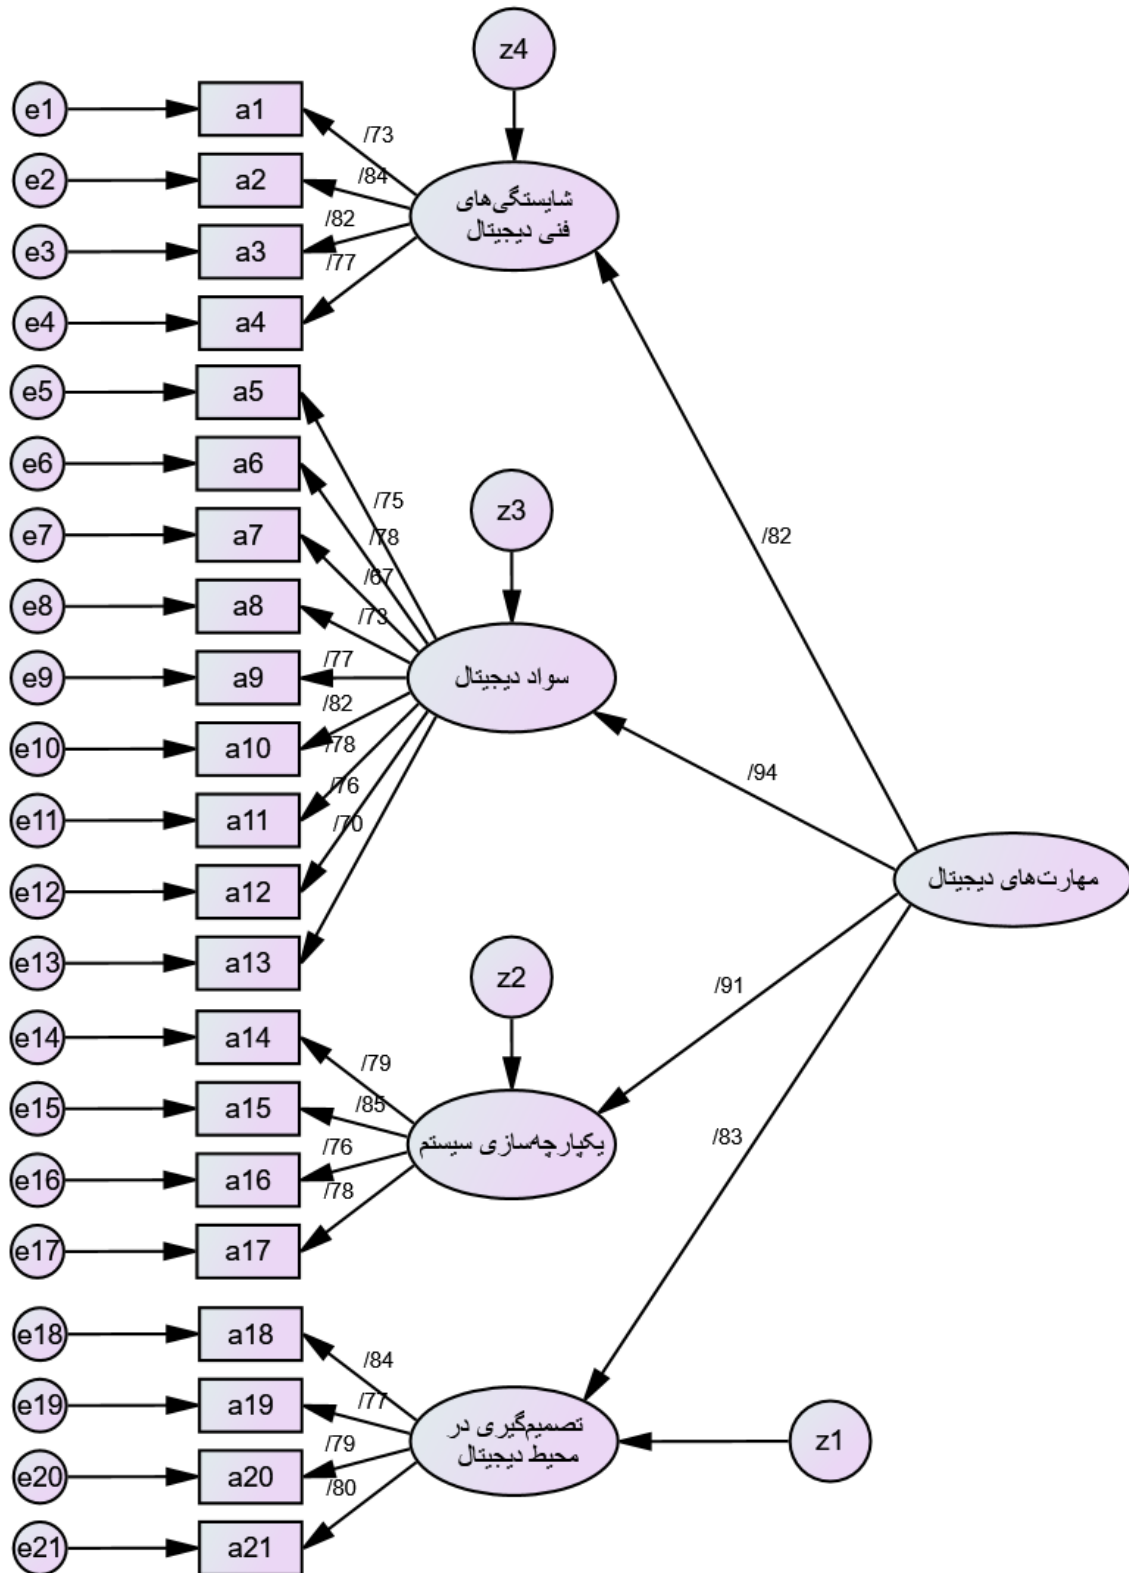 z4
e1 a1
/73
e2 a2
/84
شایستگی‌های
فنی دیجیتال
e3 a3
/82
e4 a4
/77
e5 a5
/75
e6 a6
/78
z3
e7 a7
/67
/82
e8 a8
/73
e9 a9
/77
سواد دیجیتال
e10 a10
/82
/94
e11 a11
/78
e12 a12
/76
مهارت‌های دیجیتال
e13 a13
/70
z2
/91
e14 a14
/79
e15 a15
/85
یکپارچه‌سازی سیستم
/83
e16 a16
/76
e17 a17
/78
e18 a18
/84
e19 a19
/77
تصمیم‌گیری در
محیط دیجیتال
z1
e20 a20
/79
e21 a21
/80